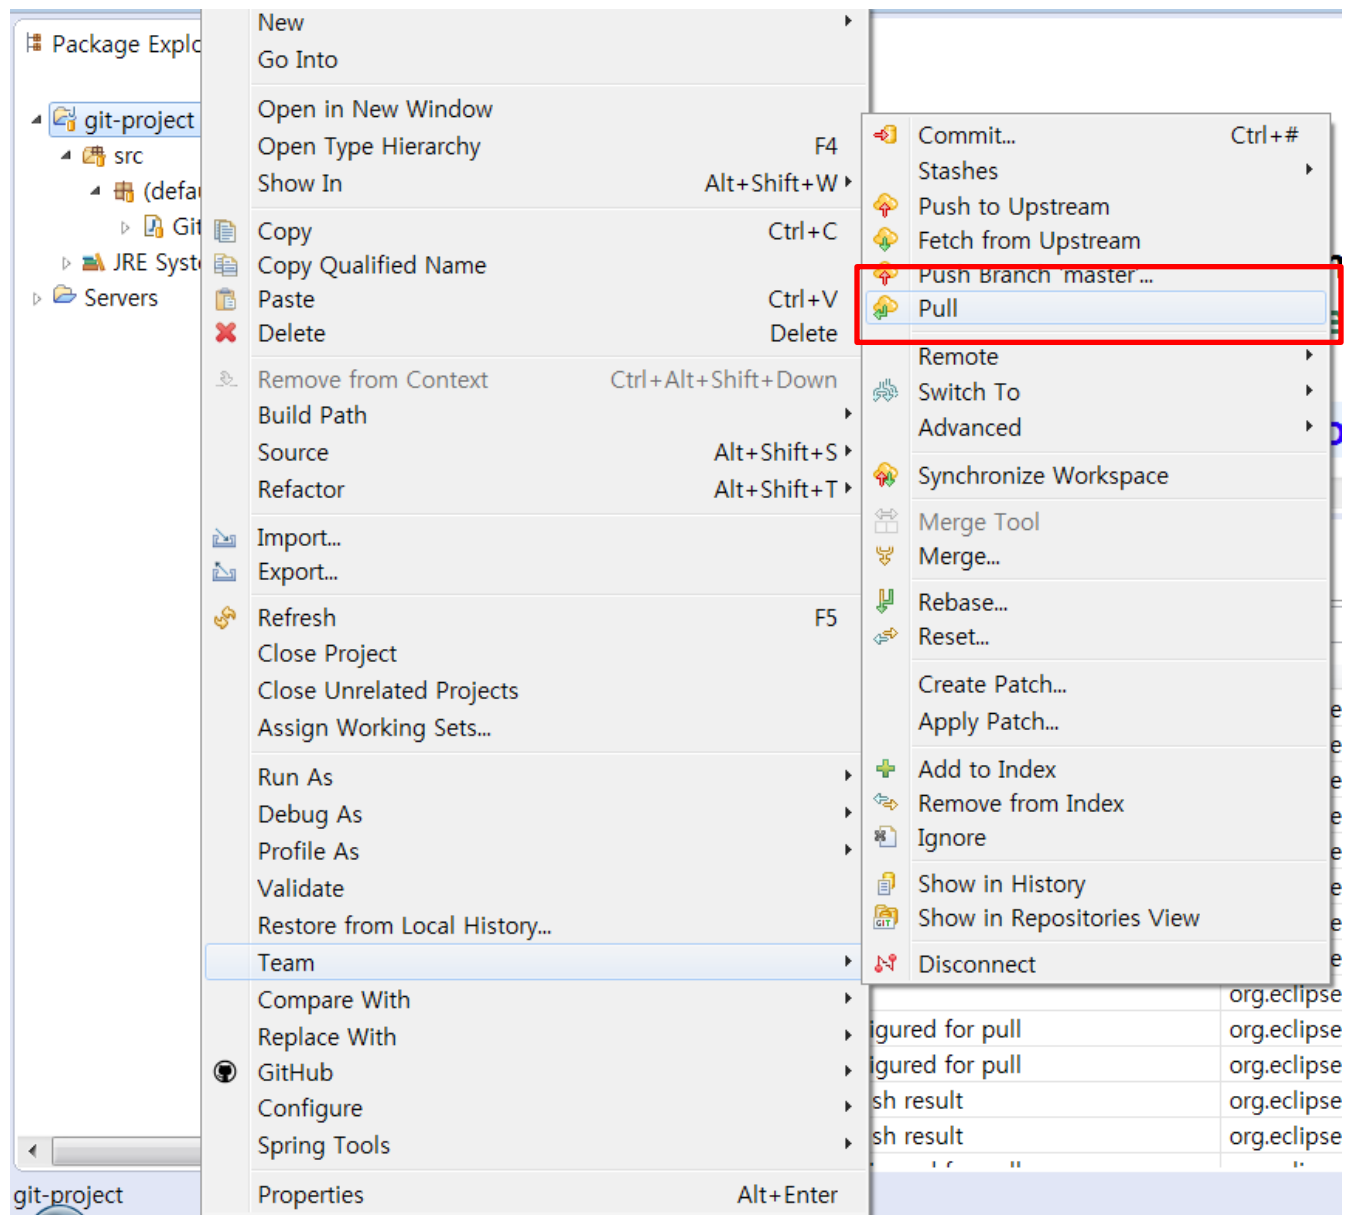 Package Explo
git-project
src
(defau
Git
JRE Syste
Servers
New
Go Into
Open in New Window
Open Type Hierarchy F4
Show In Alt+Shift+W
Copy Ctrl+C
Copy Qualified Name
Paste Ctrl+V
Delete Delete
Remove from Context Ctrl+Alt+Shift+Down
Build Path
Source Alt+Shift+S
Refactor Alt+Shift+T
Import...
Export...
Refresh F5
Close Project
Close Unrelated Projects
Assign Working Sets...
Run As
Debug As
Profile As
Validate
Restore from Local History...
Team
Compare With
Replace With
GitHub
Configure
Spring Tools
Properties Alt+Enter
Commit... Ctrl+#
Stashes
Push to Upstream
Fetch from Upstream
Push Branch 'master'...
Pull
Remote
Switch To
Advanced
Synchronize Workspace
Merge Tool
Merge...
Rebase...
Reset...
Create Patch...
Apply Patch...
Add to Index
Remove from Index
Ignore
Show in History
GIT Show in Repositories View
Disconnect
org.eclipse
igured for pull org.eclipse
igured for pull org.eclipse
sh result org.eclipse
sh result org.eclipse
git-project